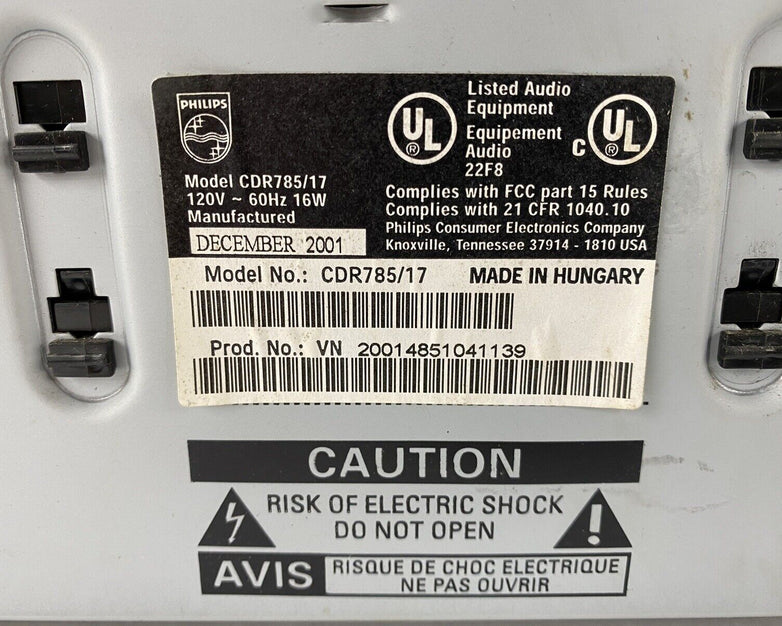 PHILIPS
Model CDR785/17
120V ~ 60Hz 16W
Manufactured
DECEMBER 2001
UL
®
Listed Audio
Equipment
Equipement
Audio
22F8
C UL
®
Complies with FCC part 15 Rules
Complies with 21 CFR 1040.10
Philips Consumer Electronics Company
Knoxville, Tennessee 37914 - 1810 USA
Model No.: CDR785/17 MADE IN HUNGARY
Prod. No.: VN 20014851041139
CAUTION
RISK OF ELECTRIC SHOCK
DO NOT OPEN
!
AVIS
RISQUE DE CHOC ELECTRIQUE
NE PAS OUVRIR